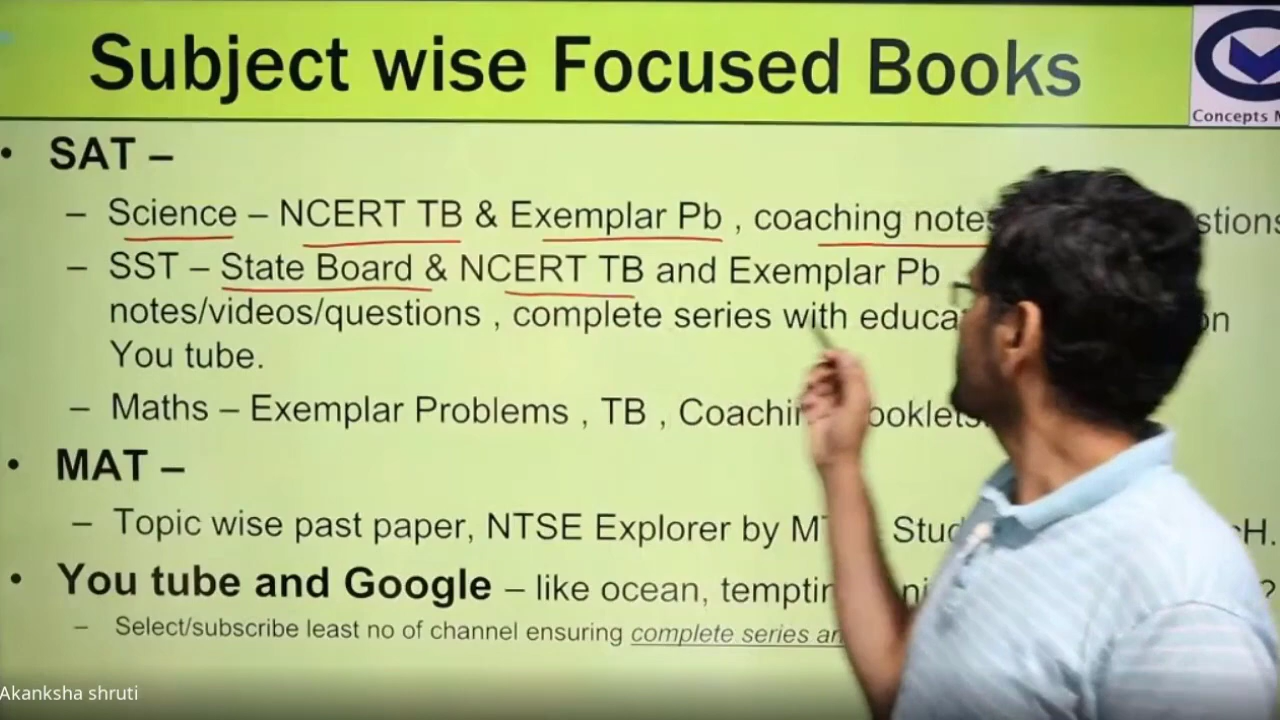 Subject wise Focused Books
Concepts
• SAT –
– Science – NCERT TB & Exemplar Pb , coaching notes
– SST – State Board & NCERT TB and Exemplar Pb
notes/videos/questions , complete series with
You tube.
– Maths – Exemplar Problems , TB , Coaching booklets.
• MAT –
– Topic wise past paper, NTSE Explorer by
• You tube and Google – like ocean,
– Select/subscribe least no of channel ensuring complete series
Akanksha shruti